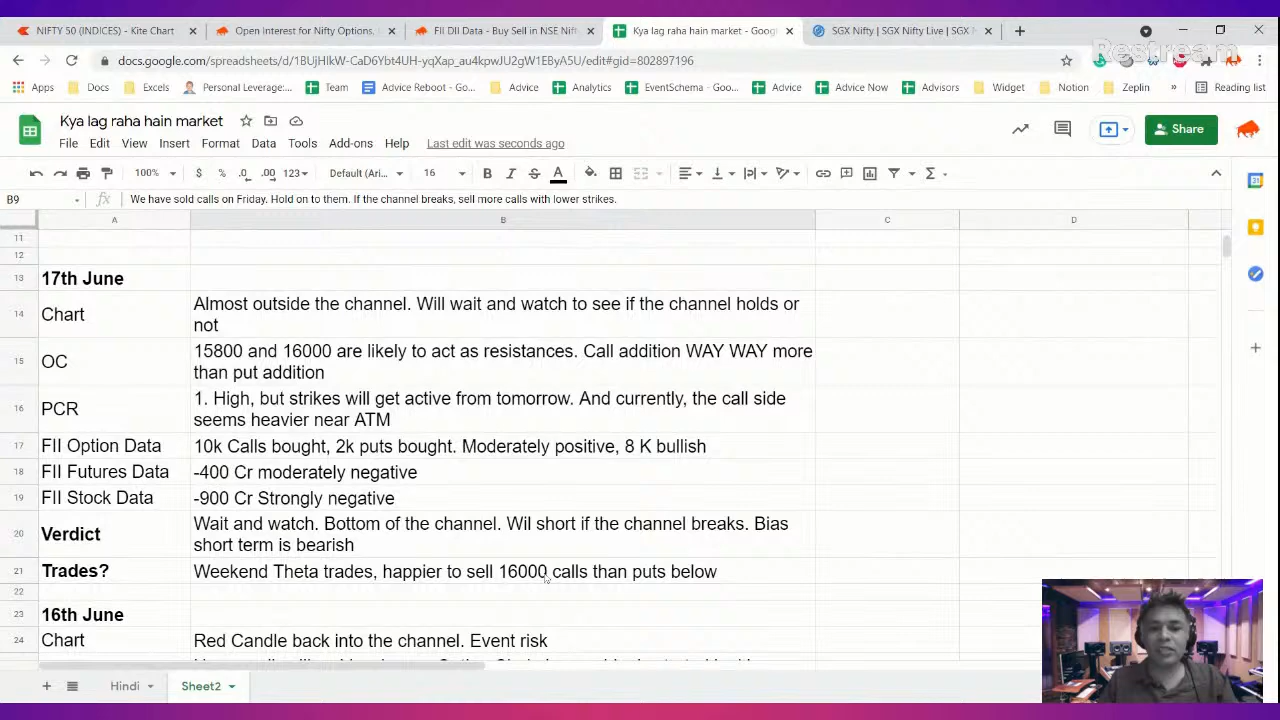 NIFTY 50 (INDICES) - Kite Chart
Open Interest for Nifty Options,
FII DII Data - Buy Sell in NSE Nift
Kya lag raha hain market - Goog
SGX Nifty | SGX Nifty Live | SGX
Restream
docs.google.com/spreadsheets/d/1BUjHIkW-CaD6Ybt4UH-3qXap_au4owJU2gW1EByA5U/edit#gid=802897196
Apps
Docs
Excels
Personal Leverage:...
Team
Advice Reboot - Go...
Advice
Analytics
EventSchema - Goo...
Advice
Advice Now
Advisors
Widget
Notion
Zeplin
»
Reading list
Kya lag raha hain market
File Edit View Insert Format Data Tools Add-ons Help Last edit was seconds ago
Share
100% $ % .0 .00 123 Default (Ari... 16 B I S A
B9 fx We have sold calls on Friday. Hold on to them. If the channel breaks, sell more calls with lower strikes.
A B C D
11
12
13 17th June
14 Chart Almost outside the channel. Will wait and watch to see if the channel holds or
not
15 OC 15800 and 16000 are likely to act as resistances. Call addition WAY WAY more
than put addition
16 PCR 1. High, but strikes will get active from tomorrow. And currently, the call side
seems heavier near ATM
17 FII Option Data 10k Calls bought, 2k puts bought. Moderately positive, 8 K bullish
18 FII Futures Data -400 Cr moderately negative
19 FII Stock Data -900 Cr Strongly negative
20 Verdict Wait and watch. Bottom of the channel. Wil short if the channel breaks. Bias
short term is bearish
21 Trades? Weekend Theta trades, happier to sell 16000 calls than puts below
22
23 16th June
24 Chart Red Candle back into the channel. Event risk
Hindi
Sheet2